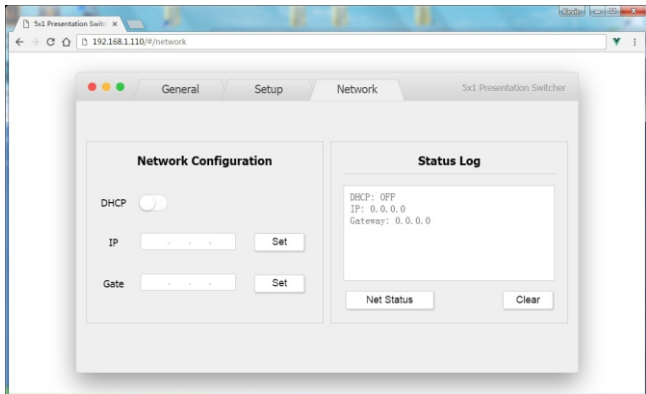 5x1 Presentation Switc
192.168.1.110/#/network
General Setup Network 5x1 Presentation Switcher
Network Configuration
DHCP
IP . . . Set
Gate . . . Set
Status Log
DHCP: OFF
IP: 0.0.0.0
Gateway: 0.0.0.0
Net Status Clear